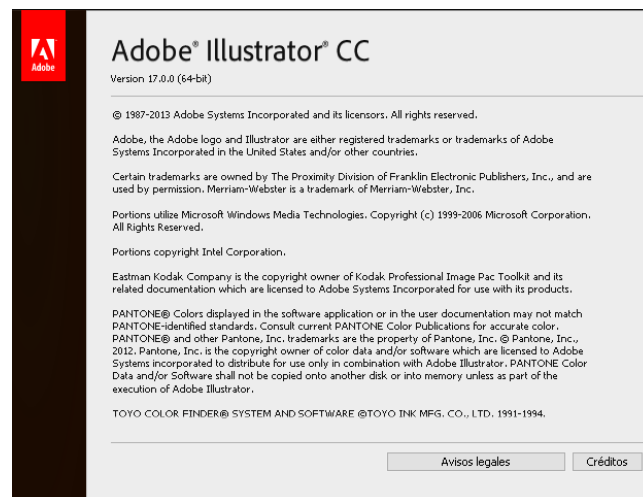 Adobe
Adobe® Illustrator® CC
Version 17.0.0 (64-bit)
© 1987-2013 Adobe Systems Incorporated and its licensors. All rights reserved.
Adobe, the Adobe logo and Illustrator are either registered trademarks or trademarks of Adobe
Systems Incorporated in the United States and/or other countries.
Certain trademarks are owned by The Proximity Division of Franklin Electronic Publishers, Inc., and are
used by permission. Merriam-Webster is a trademark of Merriam-Webster, Inc.
Portions utilize Microsoft Windows Media Technologies. Copyright (c) 1999-2006 Microsoft Corporation.
All Rights Reserved.
Portions copyright Intel Corporation.
Eastman Kodak Company is the copyright owner of Kodak Professional Image Pac Toolkit and its
related documentation which are licensed to Adobe Systems Incorporated for use with its products.
PANTONE® Colors displayed in the software application or in the user documentation may not match
PANTONE-identified standards. Consult current PANTONE Color Publications for accurate color.
PANTONE® and other Pantone, Inc. trademarks are the property of Pantone, Inc. © Pantone, Inc.,
2012. Pantone, Inc. is the copyright owner of color data and/or software which are licensed to Adobe
Systems incorporated to distribute for use only in combination with Adobe Illustrator. PANTONE Color
Data and/or Software shall not be copied onto another disk or into memory unless as part of the
execution of Adobe Illustrator.
TOYO COLOR FINDER® SYSTEM AND SOFTWARE ©TOYO INK MFG. CO., LTD. 1991-1994.
Avisos legales
Créditos